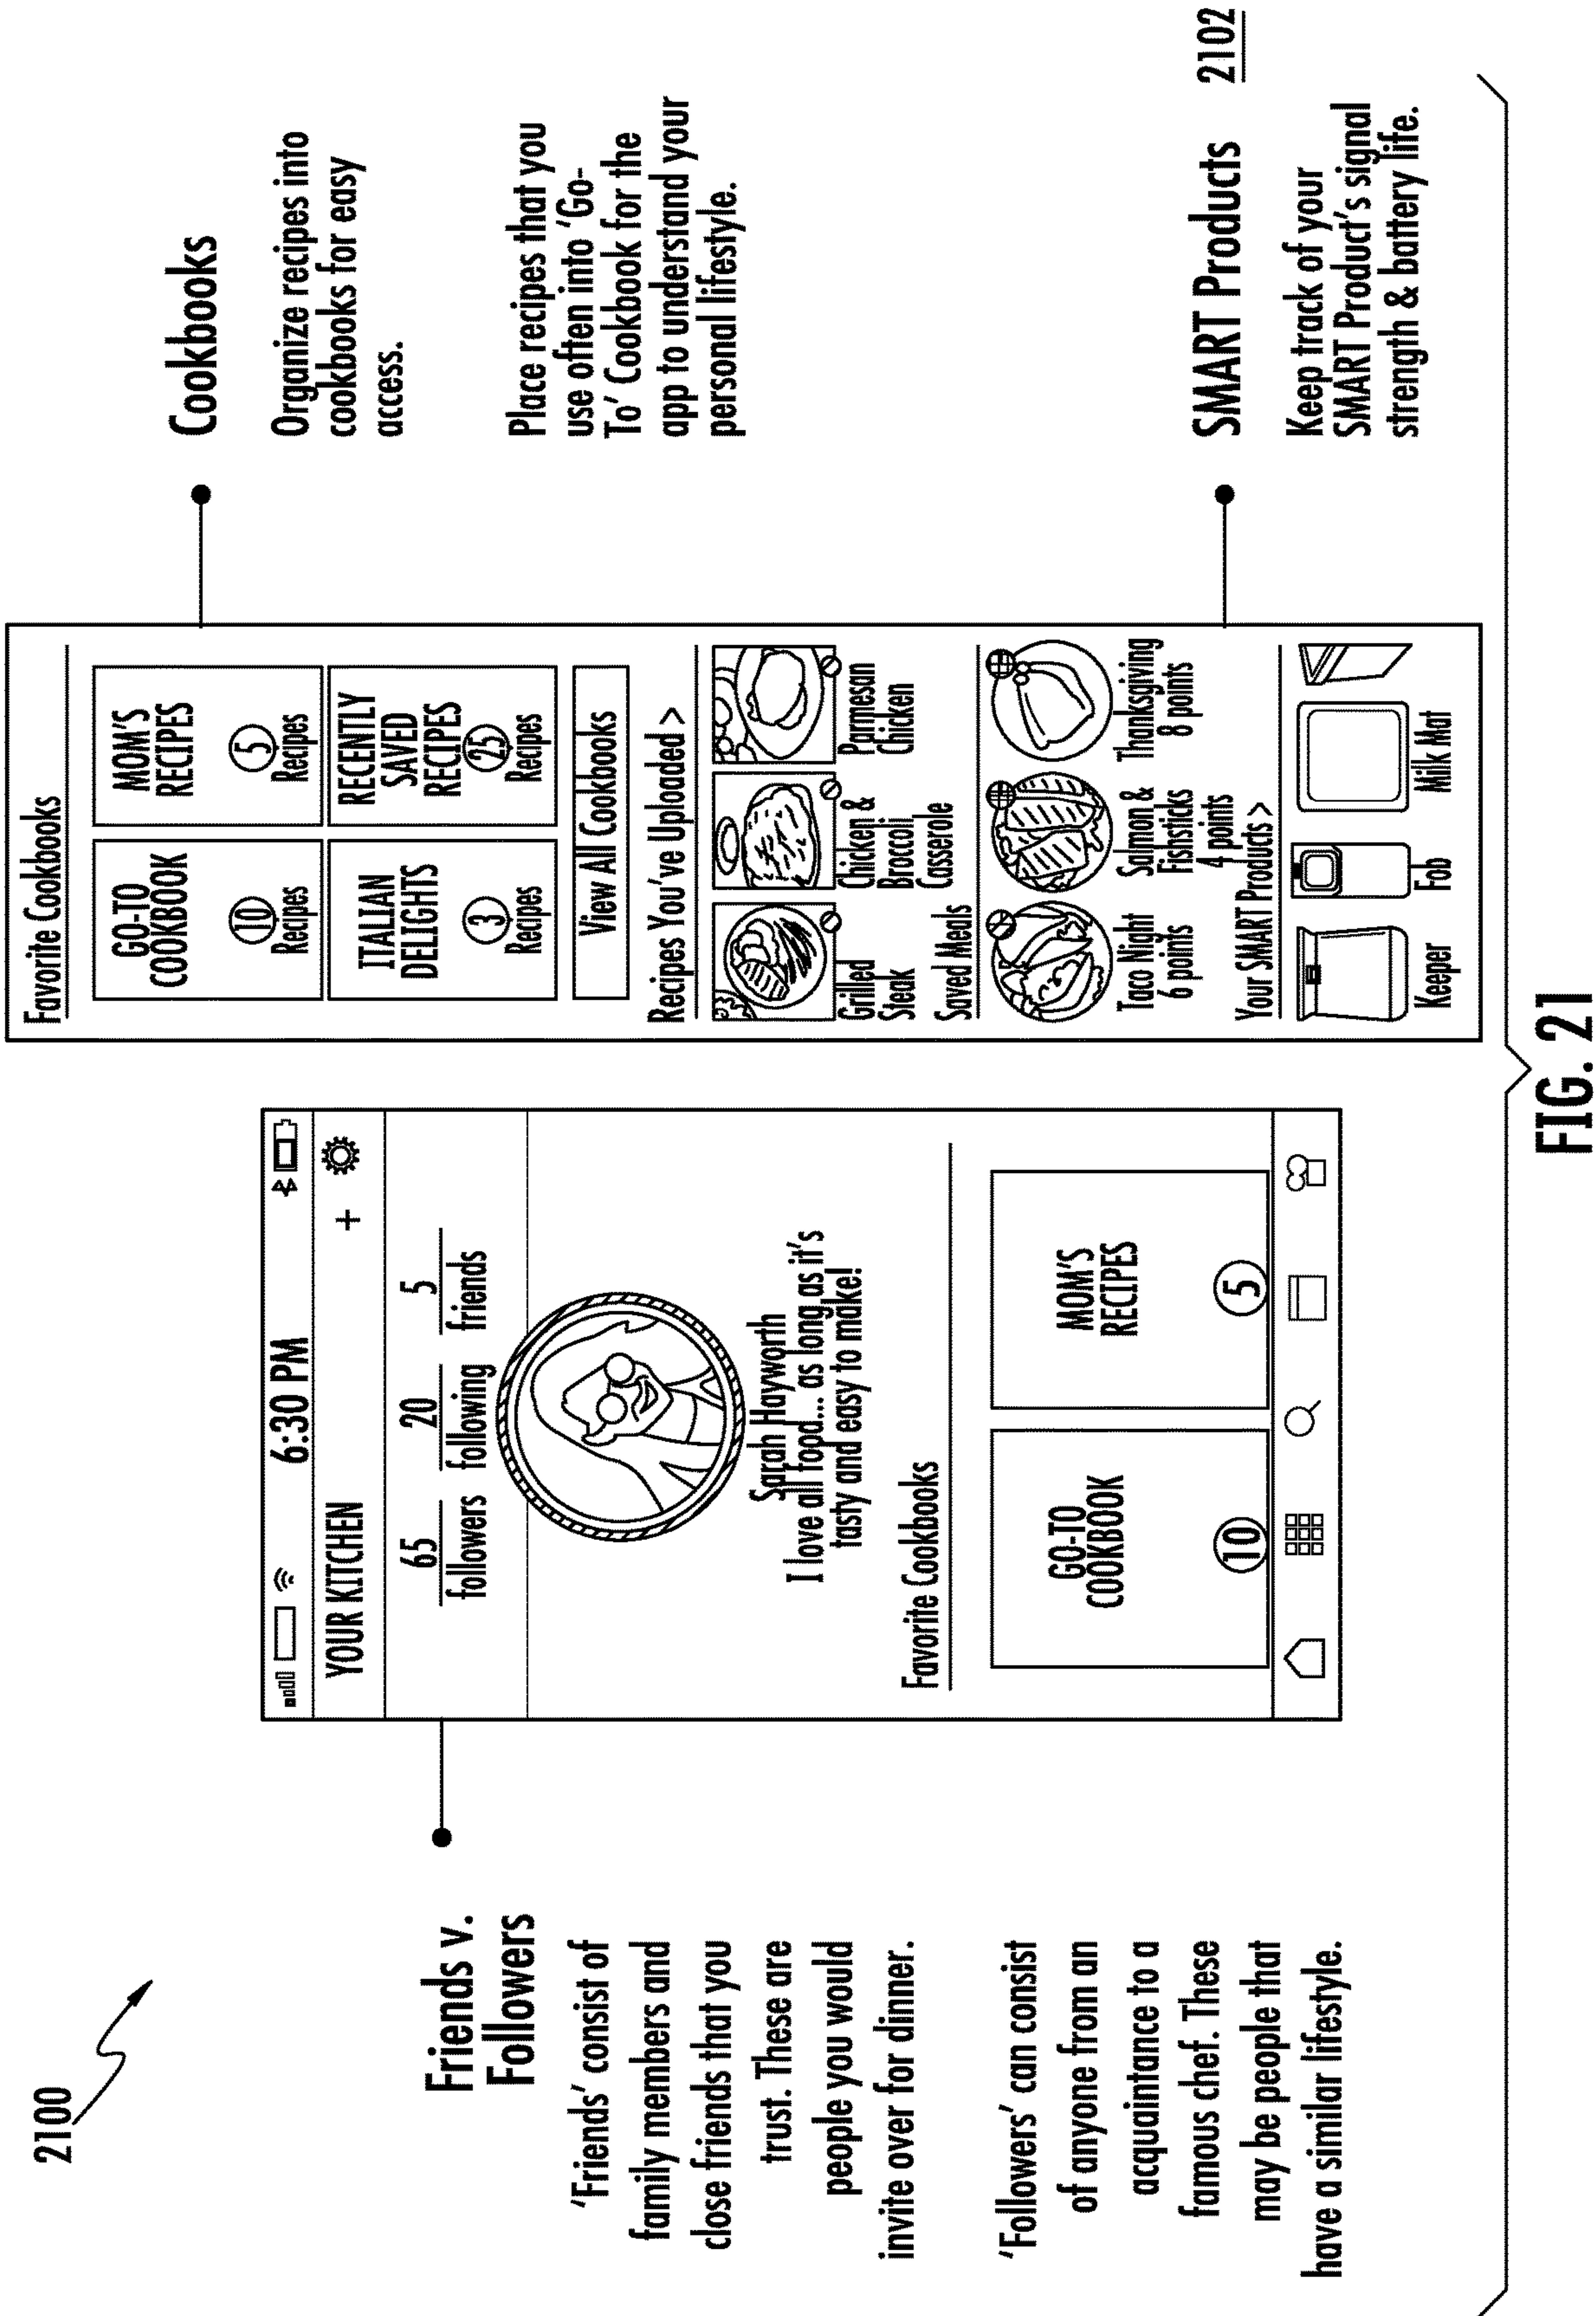 2100
Friends v.
Followers
'Friends' consist of
family members and
close friends that you
trust. These are
people you would
invite over for dinner.
'Followers' can consist
of anyone from an
acquaintance to a
famous chef. These
may be people that
have a similar lifestyle.
6:30 PM
YOUR KITCHEN
+
65 20 5
followers following friends
Sarah Hayworth
I love all food... as long as it's
tasty and easy to make!
Favorite Cookbooks
GO-TO
COOKBOOK
10
MOM'S
RECIPES
5
Favorite Cookbooks
GO-TO
COOKBOOK
10
Recipes
MOM'S
RECIPES
5
Recipes
ITALIAN
DELIGHTS
3
Recipes
RECENTLY
SAVED
RECIPES
25
Recipes
View All Cookbooks
Recipes You've Uploaded >
Grilled
Steak
Chicken &
Broccoli
Casserole
Parmesan
Chicken
Saved Meals
Taco Night
6 points
Salmon &
Fishsticks
4 points
Thanksgiving
8 points
Your SMART Products >
Keeper
Fob
Milk Mat
Cookbooks
Organize recipes into
cookbooks for easy
access.
Place recipes that you
use often into 'Go-
To' Cookbook for the
app to understand your
personal lifestyle.
SMART Products 2102
Keep track of your
SMART Product's signal
strength & battery life.
FIG. 21